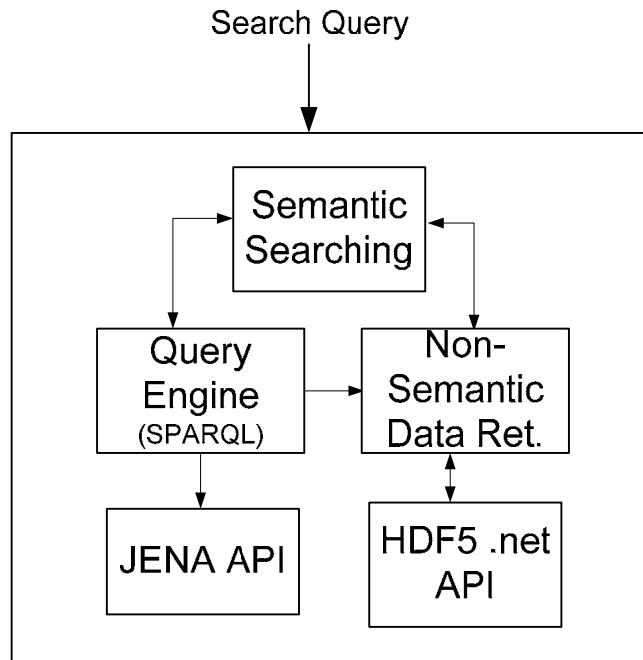 Search Query
Semantic
Searching
Query
Engine
(SPARQL)
Non-
Semantic
Data Ret.
JENA API
HDF5 .net
API